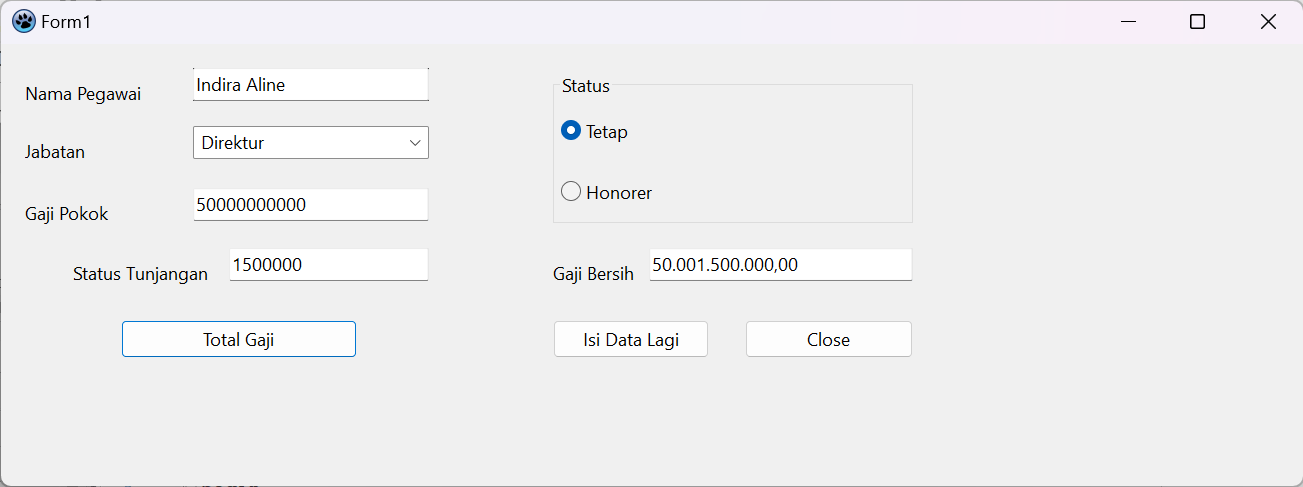 Form1
Nama Pegawai Indira Aline
Jabatan Direktur
Gaji Pokok 50000000000
Status Tunjangan 1500000
Total Gaji
Status
Tetap
Honorer
Gaji Bersih 50.001.500.000,00
Isi Data Lagi Close